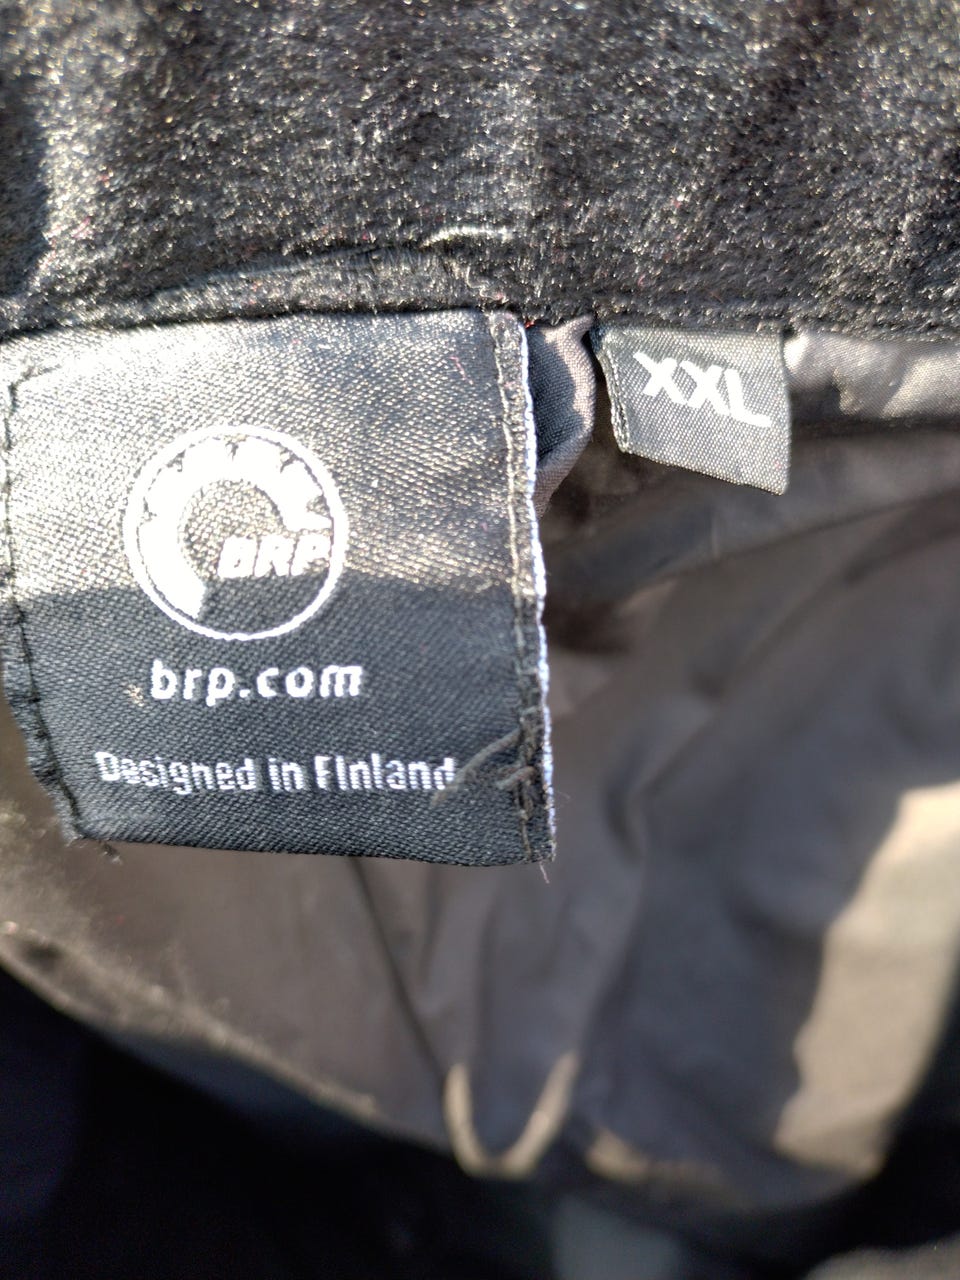 BRP
brp.com
Designed in Finland
XXL